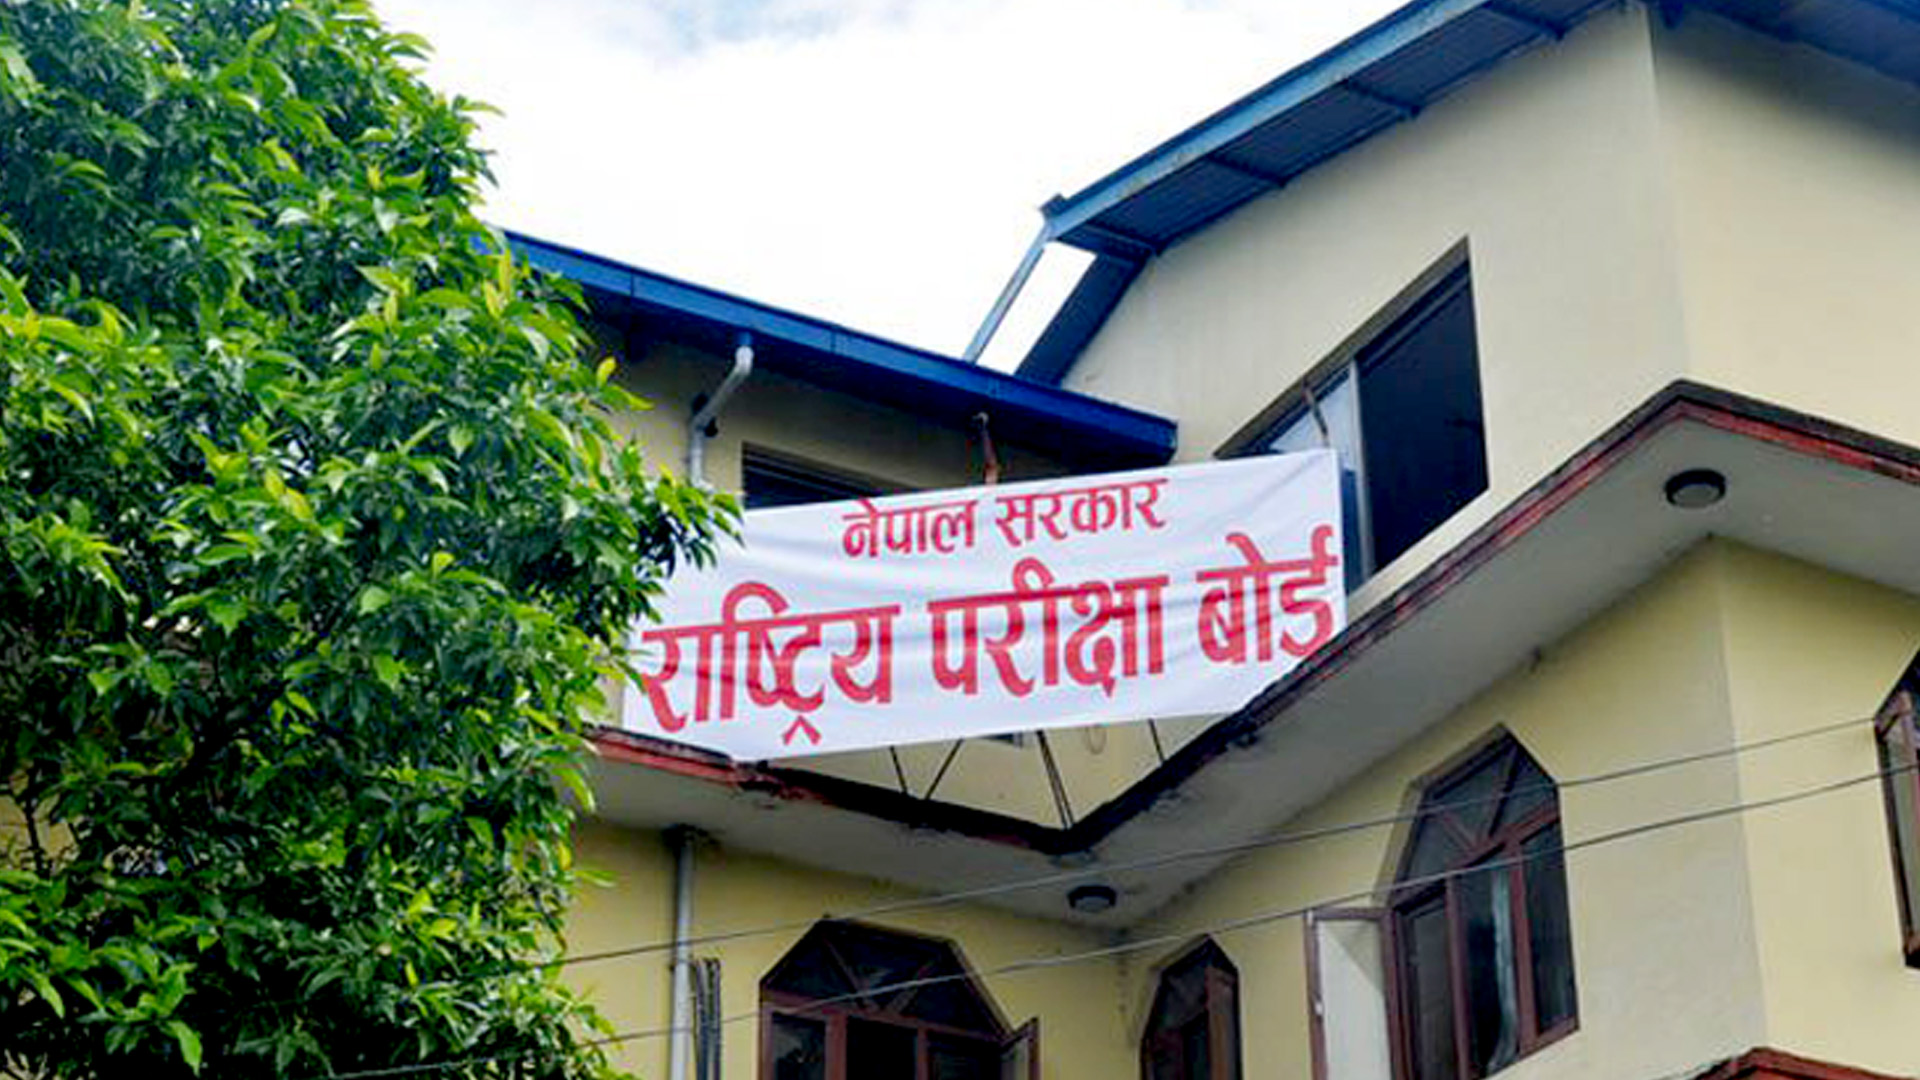 नेपाल सरकार
राष्ट्रिय परीक्षा बोर्ड